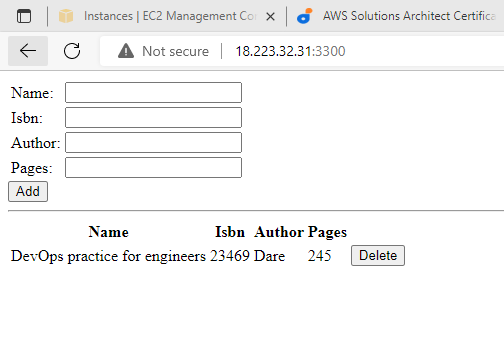 Instances | EC2 Management Co
AWS Solutions Architect Certifica
Not secure | 18.223.32.31:3300
Name:
Isbn:
Author:
Pages:
Add
Name Isbn Author Pages
DevOps practice for engineers 23469 Dare 245 Delete